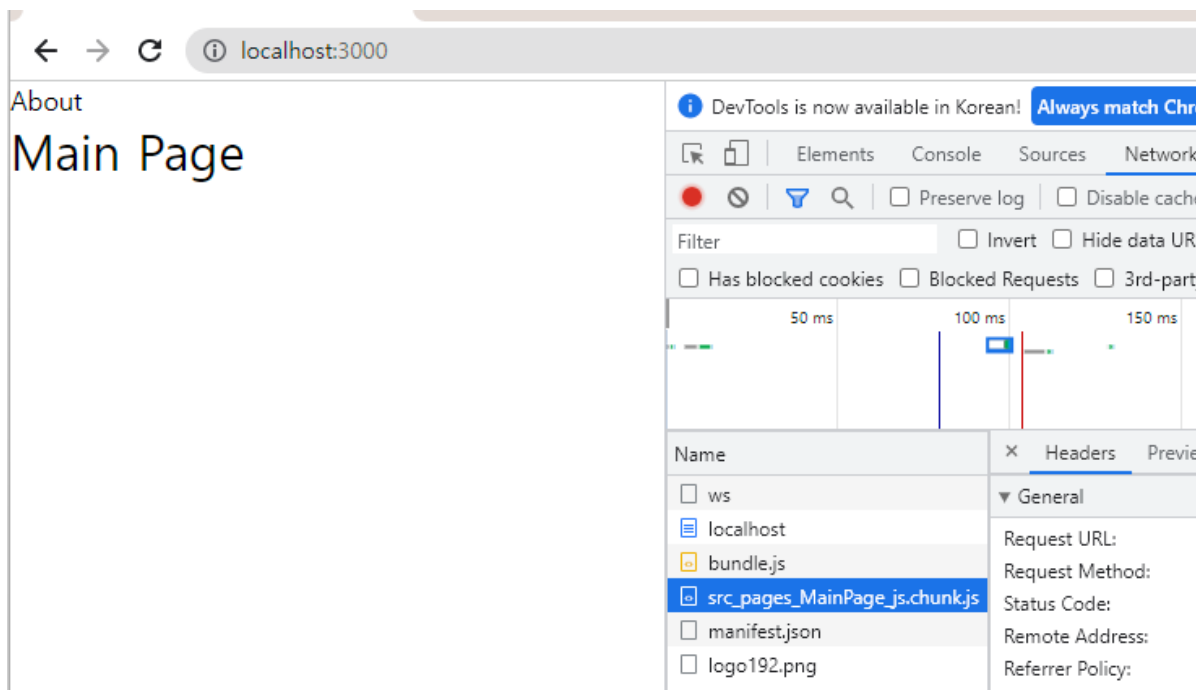 localhost:3000
About
Main Page
DevTools is now available in Korean! Always match Chr
Elements Console Sources Network
Preserve log Disable cache
Filter Invert Hide data UR
Has blocked cookies Blocked Requests 3rd-part
50 ms 100 ms 150 ms
Name
ws
localhost
bundle.js
src_pages_MainPage_js.chunk.js
manifest.json
logo192.png
× Headers Previe
General
Request URL:
Request Method:
Status Code:
Remote Address:
Referrer Policy: